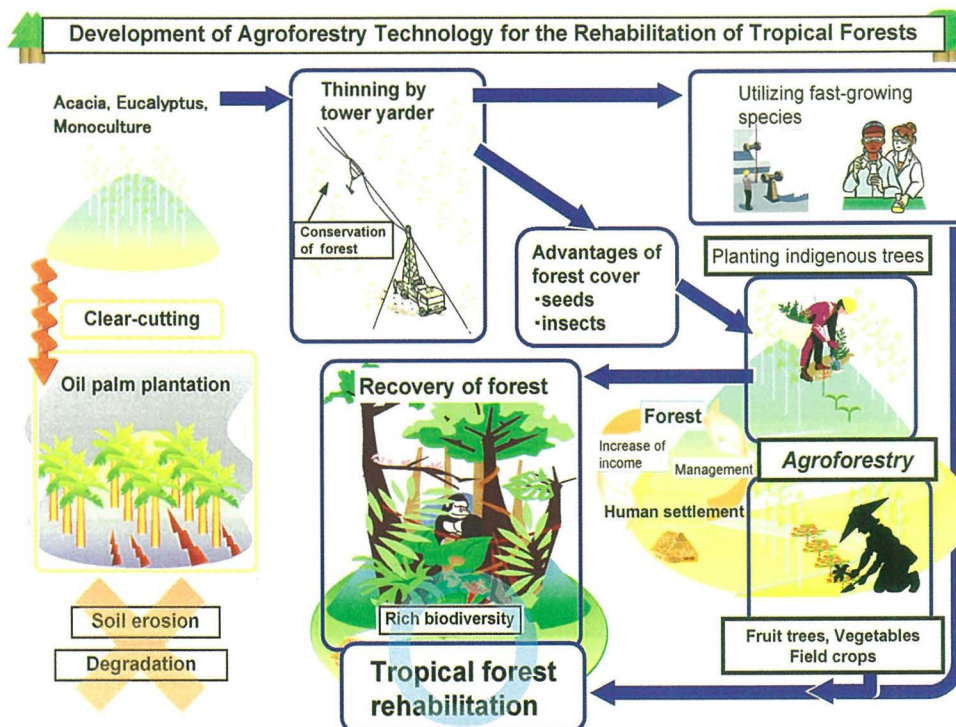 Development of Agroforestry Technology for the Rehabilitation of Tropical Forests
Acacia, Eucalyptus,
Monoculture
Thinning by
tower yarder
Conservation
of forest
Utilizing fast-growing
species
Advantages of
forest cover
・seeds
・insects
Planting indigenous trees
Clear-cutting
Oil palm plantation
Recovery of forest
Forest
Increase of
income
Management
Human settlement
Agroforestry
Rich biodiversity
Soil erosion
Degradation
Fruit trees, Vegetables
Field crops
Tropical forest
rehabilitation